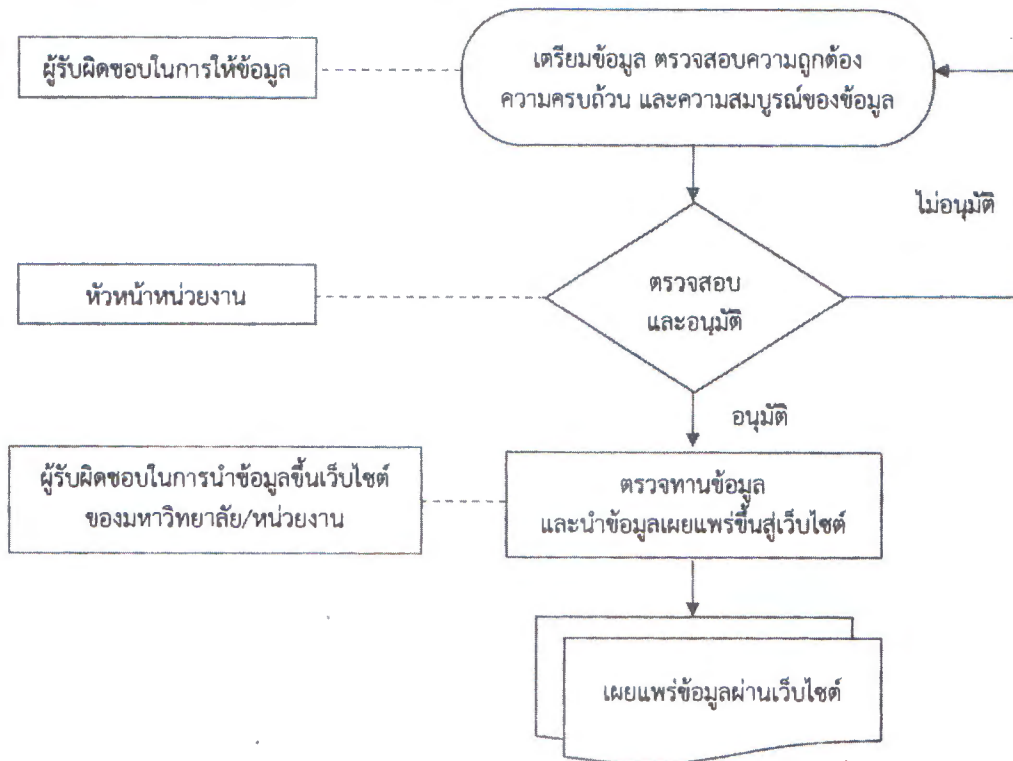 ผู้รับผิดชอบในการให้ข้อมูล
เตรียมข้อมูล ตรวจสอบความถูกต้อง
ความครบถ้วน และความสมบูรณ์ของข้อมูล
ไม่อนุมัติ
หัวหน้าหน่วยงาน
ตรวจสอบ
และอนุมัติ
อนุมัติ
ผู้รับผิดชอบในการนำข้อมูลขึ้นเว็บไซต์
ของมหาวิทยาลัย/หน่วยงาน
ตรวจทานข้อมูล
และนำข้อมูลเผยแพร่ขึ้นสู่เว็บไซต์
เผยแพร่ข้อมูลผ่านเว็บไซต์